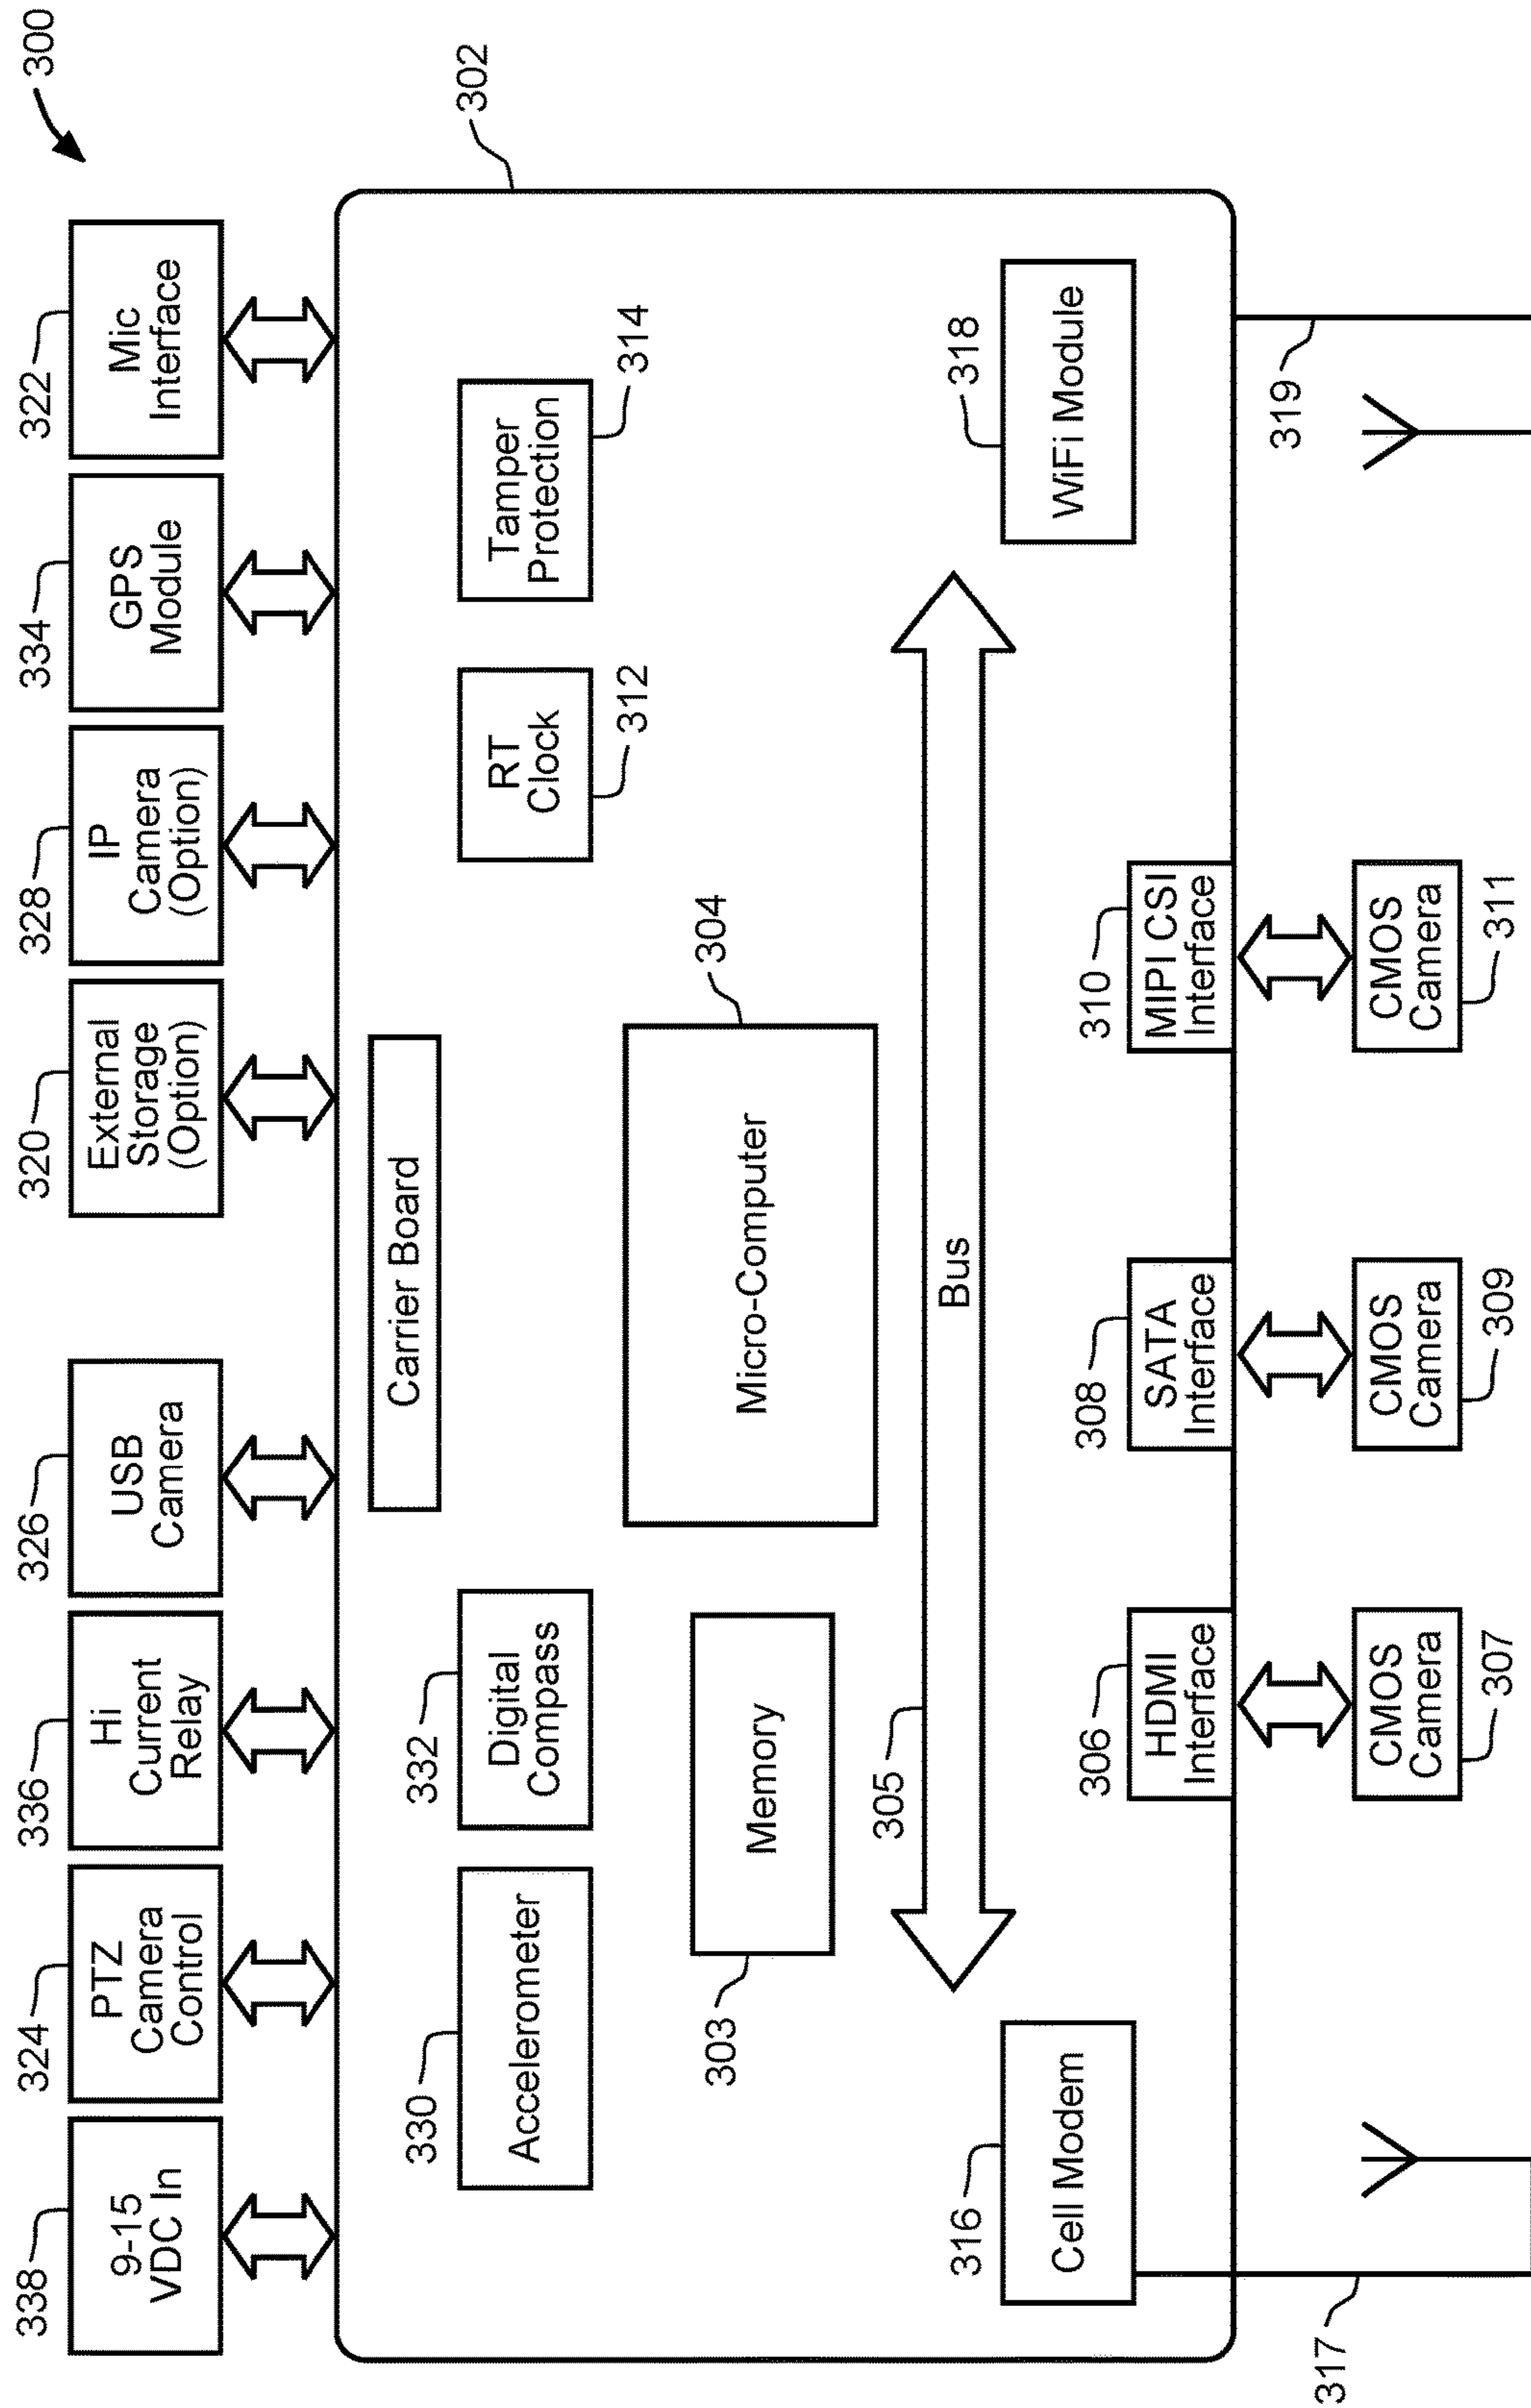 300
338
324
336
326
320
328
334
322
9-15
VDC In
PTZ
Camera
Control
Hi
Current
Relay
USB
Camera
External
Storage
(Option)
IP
Camera
(Option)
GPS
Module
Mic
Interface
302
Carrier Board
330
Accelerometer
332
Digital
Compass
RT
Clock
312
Tamper
Protection
314
303
Memory
304
Micro-Computer
305
Bus
316
Cell Modem
318
WiFi Module
306
HDMI
Interface
308
SATA
Interface
310
MIPI CSI
Interface
317
CMOS
Camera
307
CMOS
Camera
309
CMOS
Camera
311
319